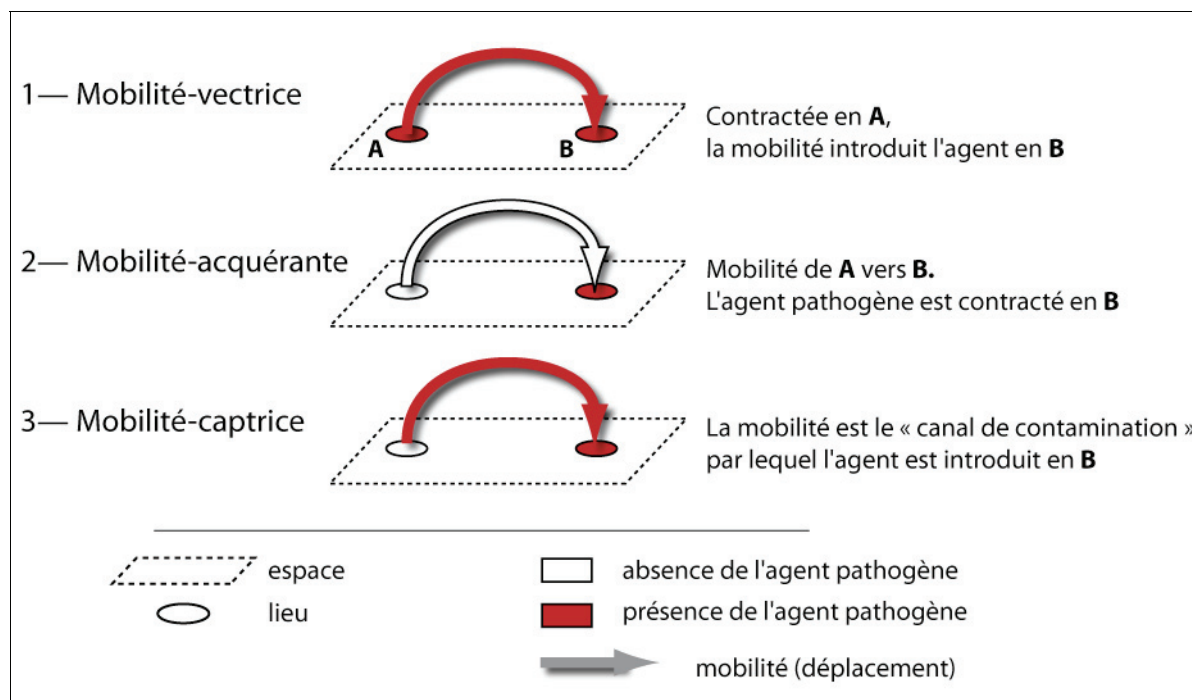 1— Mobilité-vectrice
A
B
Contractée en A,
la mobilité introduit l'agent en B
2— Mobilité-acquérante
Mobilité de A vers B.
L'agent pathogène est contracté en B
3— Mobilité-captrice
La mobilité est le « canal de contamination »
par lequel l'agent est introduit en B
espace
lieu
absence de l'agent pathogène
présence de l'agent pathogène
mobilité (déplacement)